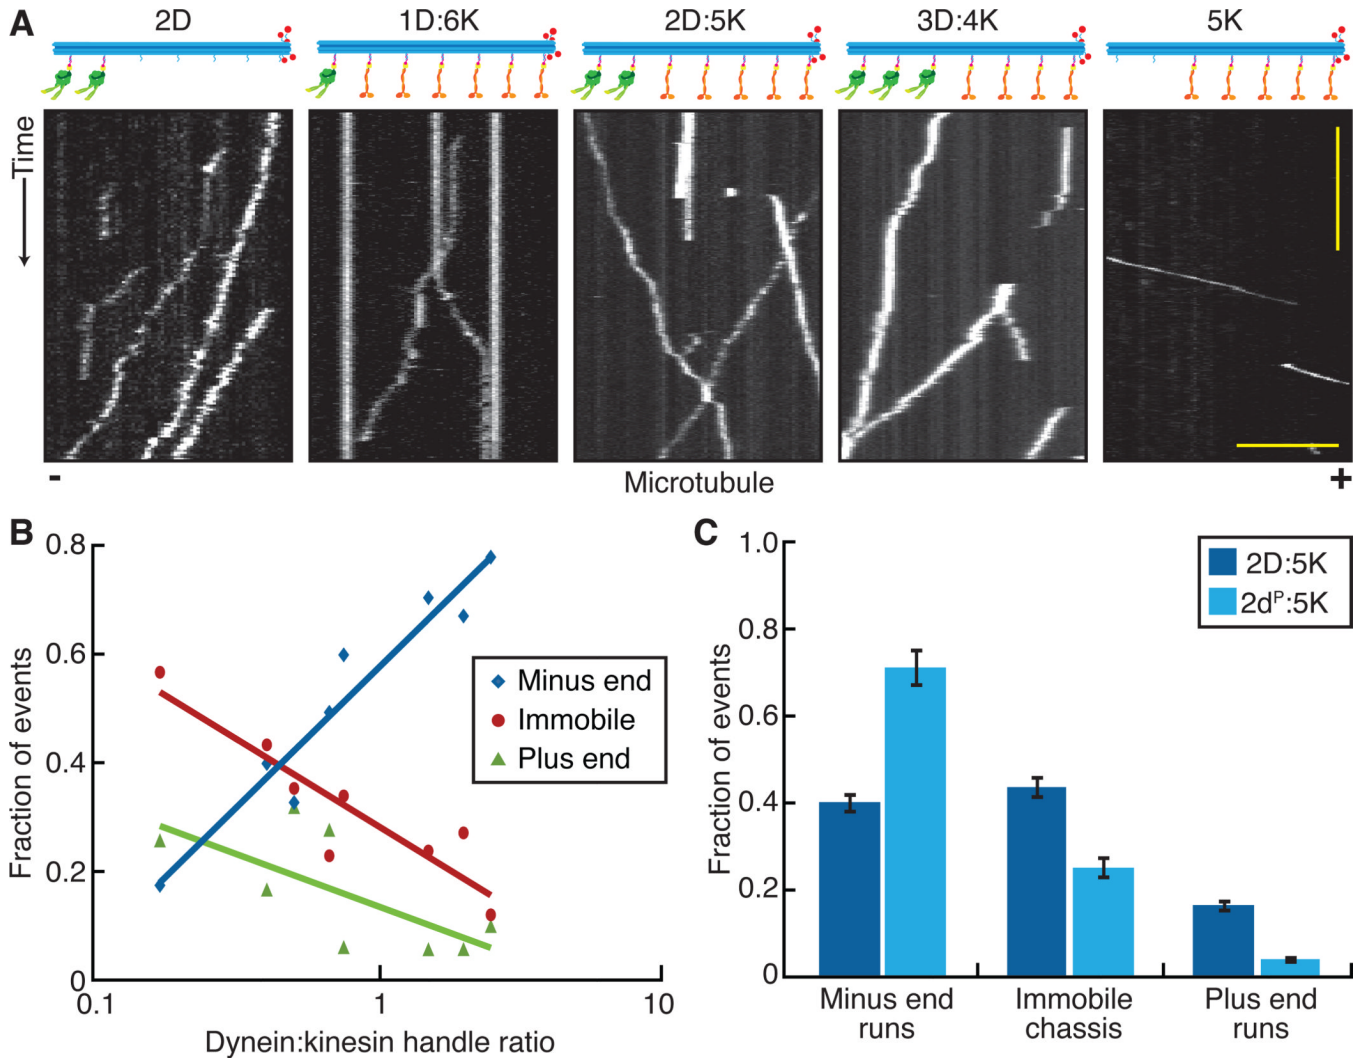 A
2D
1D:6K
2D:5K
3D:4K
5K
Time
-
Microtubule
+
B
0.8
0.6
0.4
0.2
0
0.1
1
10
Fraction of events
Dynein:kinesin handle ratio
Minus end
Immobile
Plus end
C
1.0
0.8
0.6
0.4
0.2
0
Fraction of events
2D:5K
2dᴾ:5K
Minus end
runs
Immobile
chassis
Plus end
runs